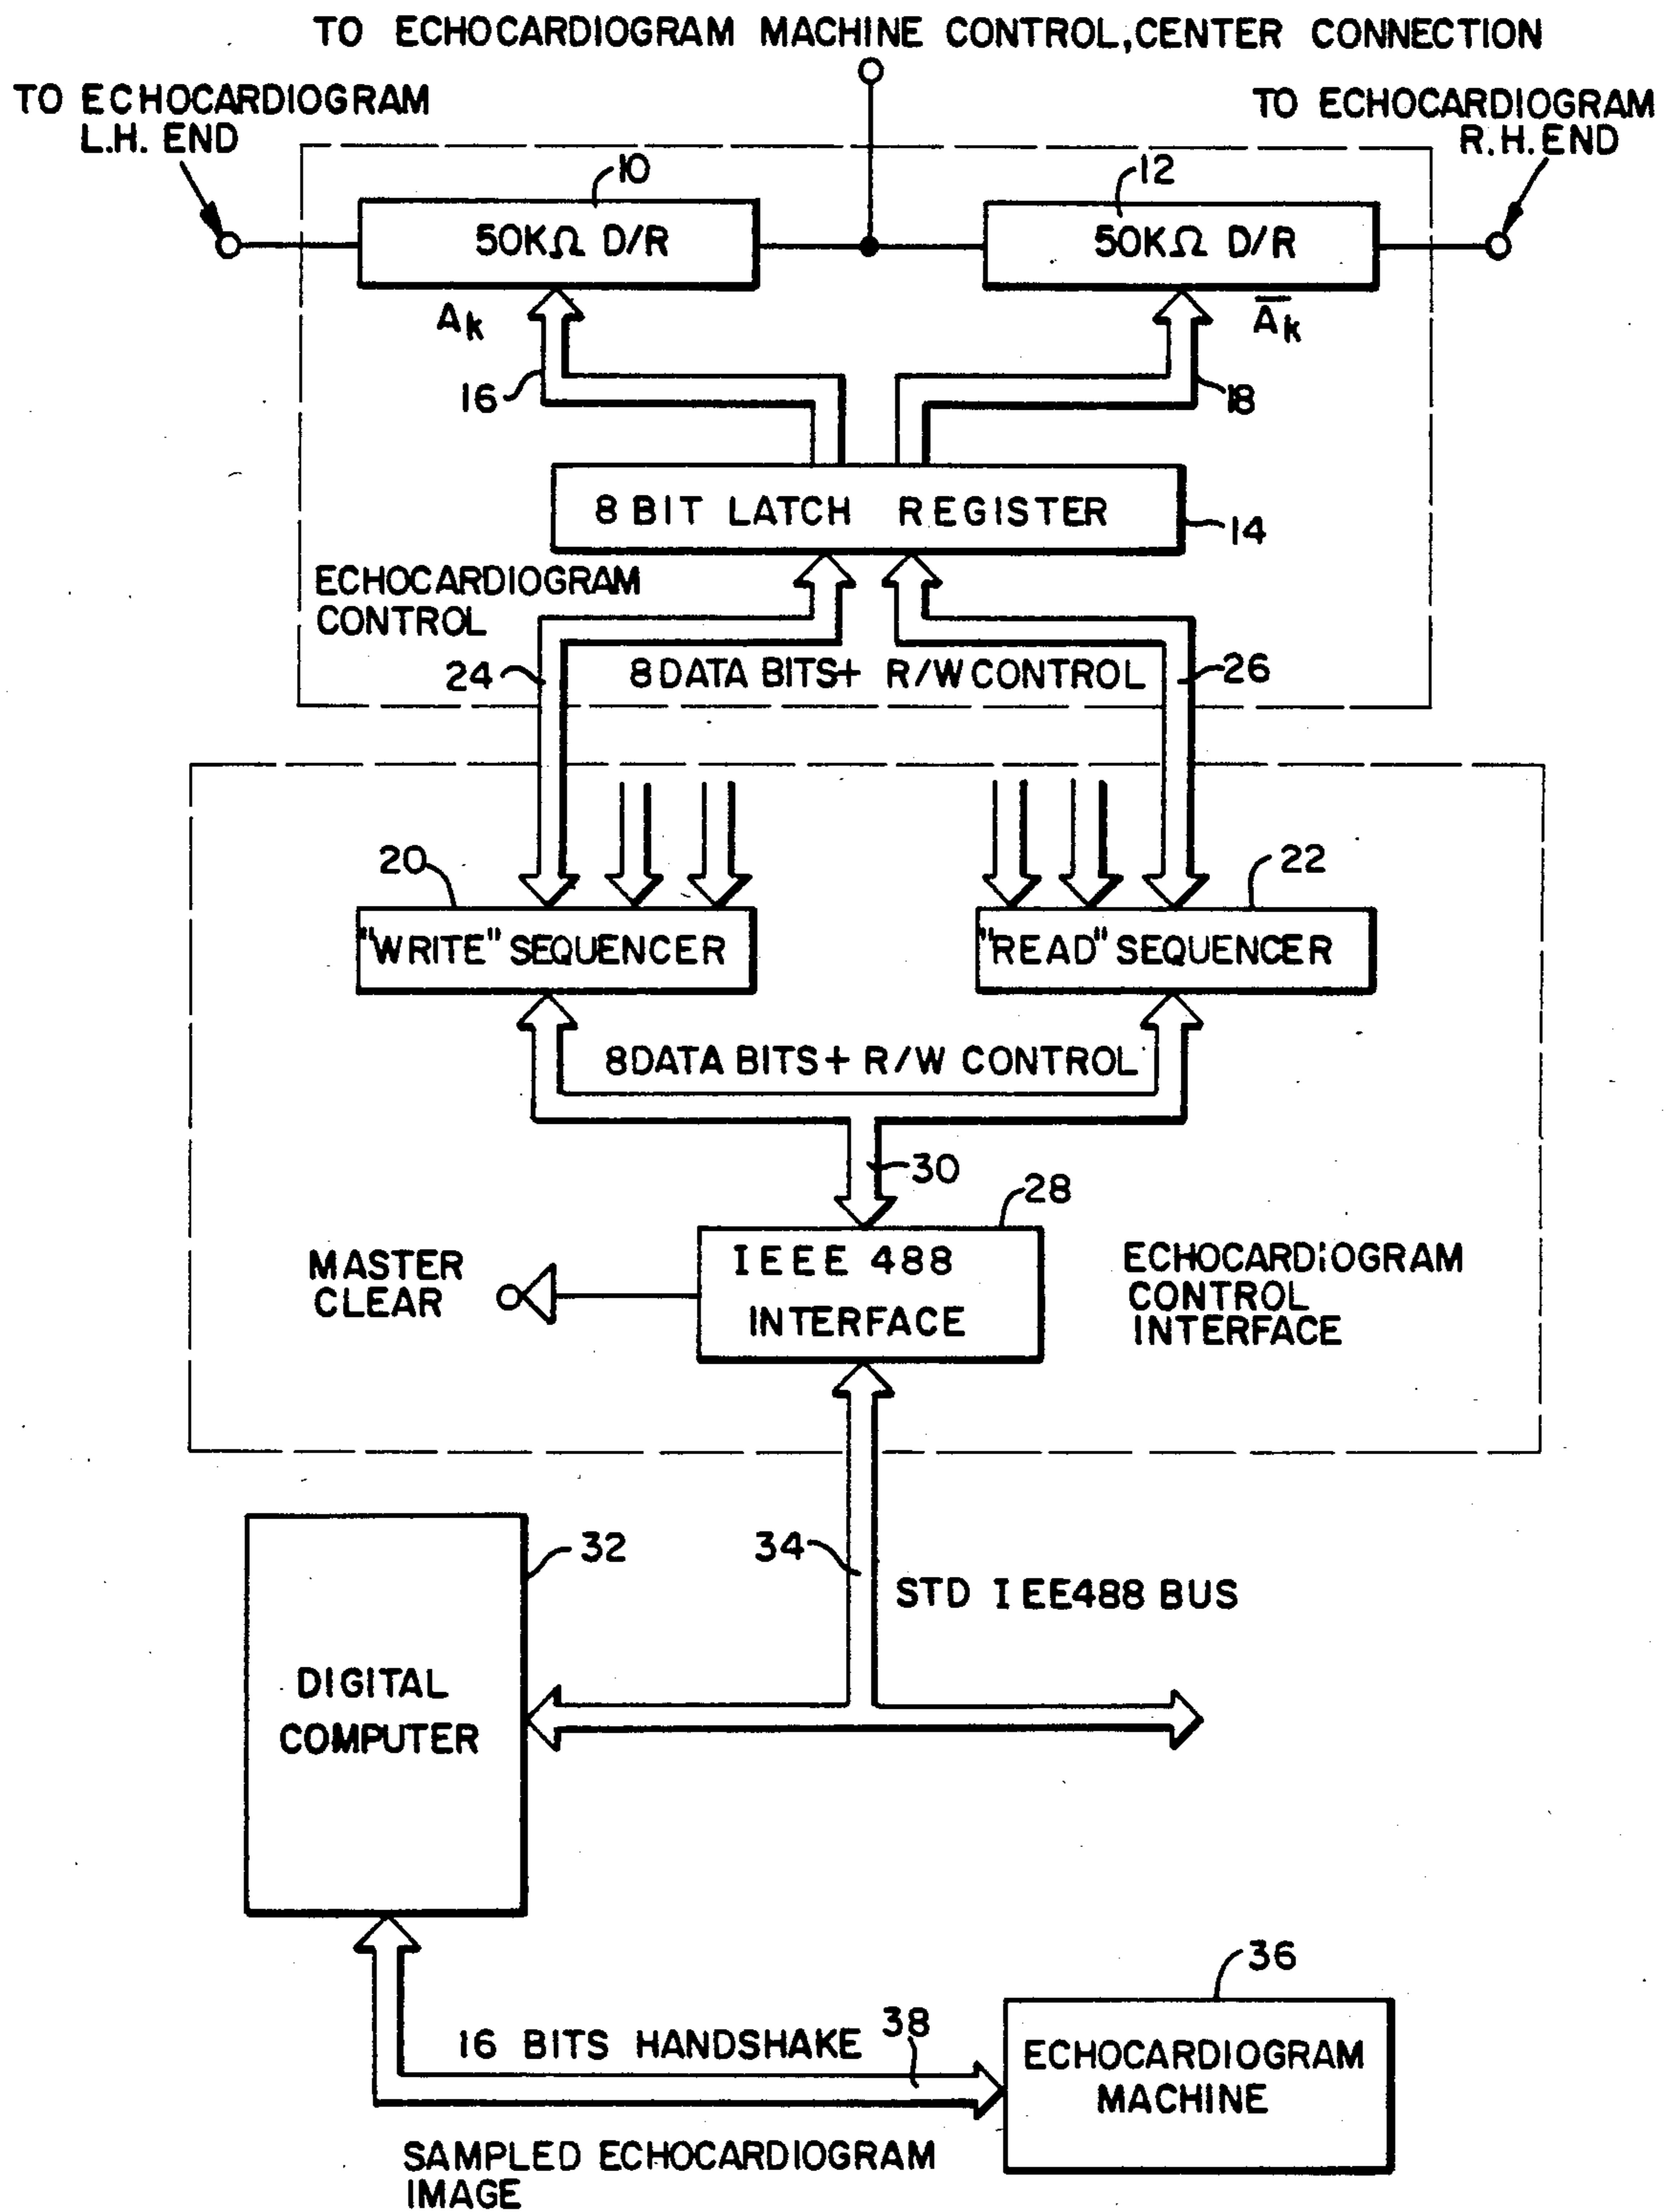 TO ECHOCARDIOGRAM MACHINE CONTROL,CENTER CONNECTION
TO ECHOCARDIOGRAM
L.H. END
TO ECHOCARDIOGRAM
R.H. END
10
12
50KΩ D/R
50KΩ D/R
Ak
A̅k
16
18
8 BIT LATCH REGISTER
14
ECHOCARDIOGRAM
CONTROL
24
8 DATA BITS+ R/W CONTROL
26
20
22
"WRITE" SEQUENCER
"READ" SEQUENCER
8 DATA BITS + R/W CONTROL
30
28
MASTER
CLEAR
IEEE 488
INTERFACE
ECHOCARDIOGRAM
CONTROL
INTERFACE
32
34
STD IEE488 BUS
DIGITAL
COMPUTER
36
16 BITS HANDSHAKE
38
ECHOCARDIOGRAM
MACHINE
SAMPLED ECHOCARDIOGRAM
IMAGE